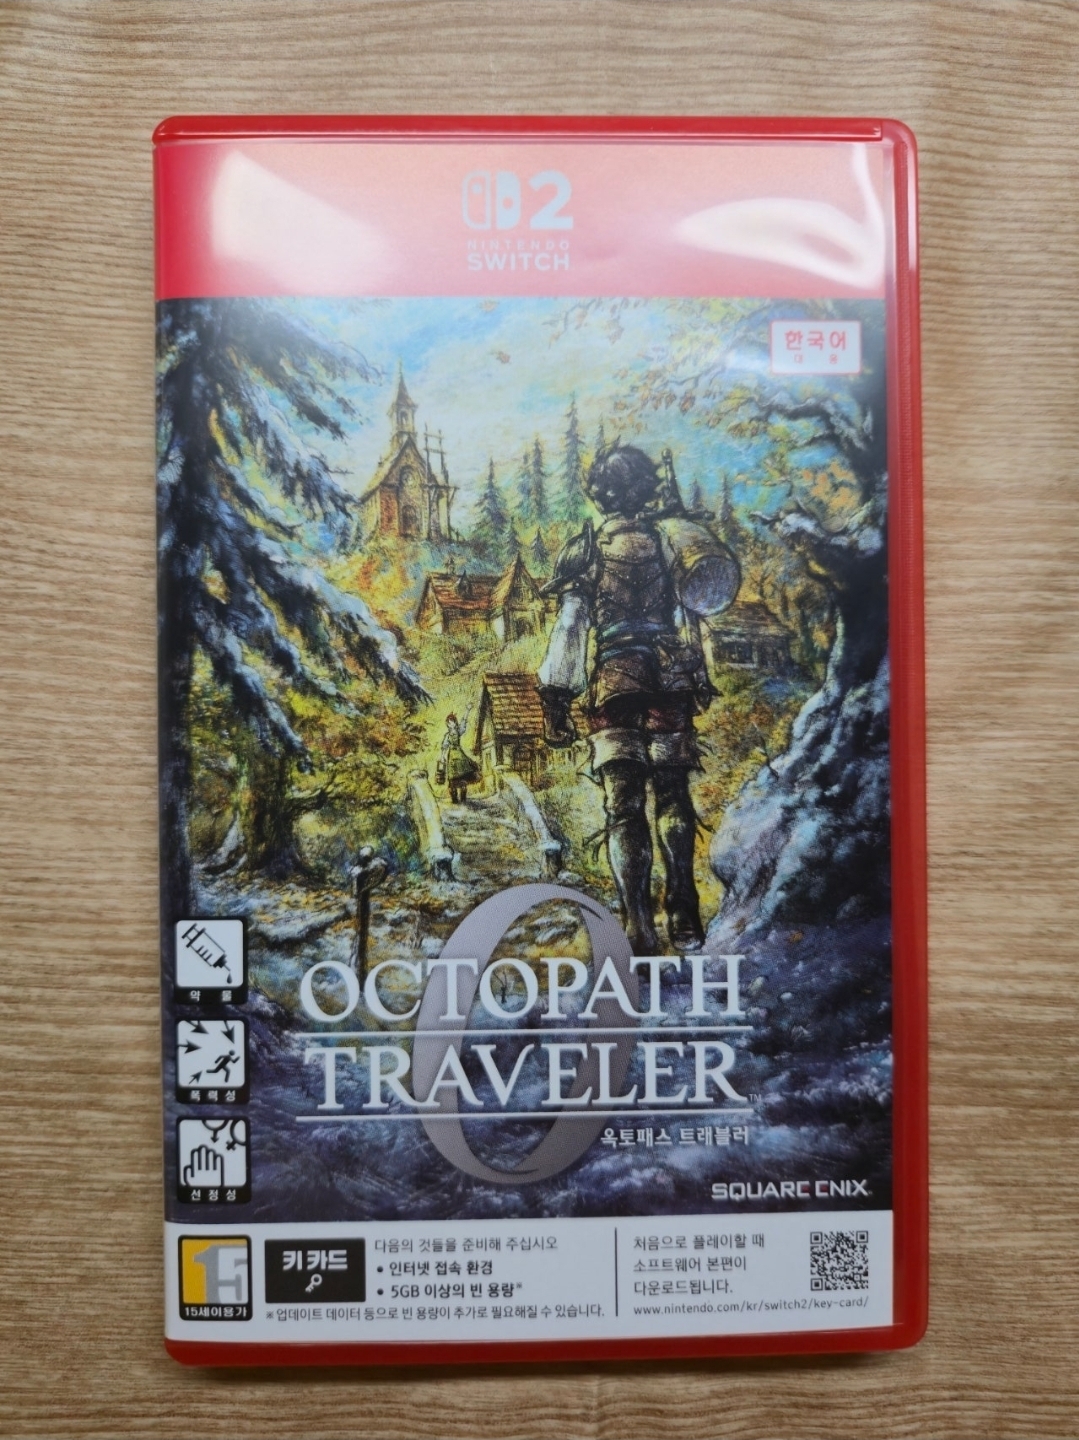 2
NINTENDO
SWITCH
한국어
대응
0
OCTOPATH
TRAVELER™
옥토패스 트래블러
SQUARE ENIX
약물
폭력성
선정성
15
15세이용가
키 카드
다음의 것들을 준비해 주십시오
• 인터넷 접속 환경
• 5GB 이상의 빈 용량※
※업데이트 데이터 등으로 빈 용량이 추가로 필요해질 수 있습니다.
처음으로 플레이할 때
소프트웨어 본편이
다운로드됩니다.
www.nintendo.com/kr/switch2/key-card/